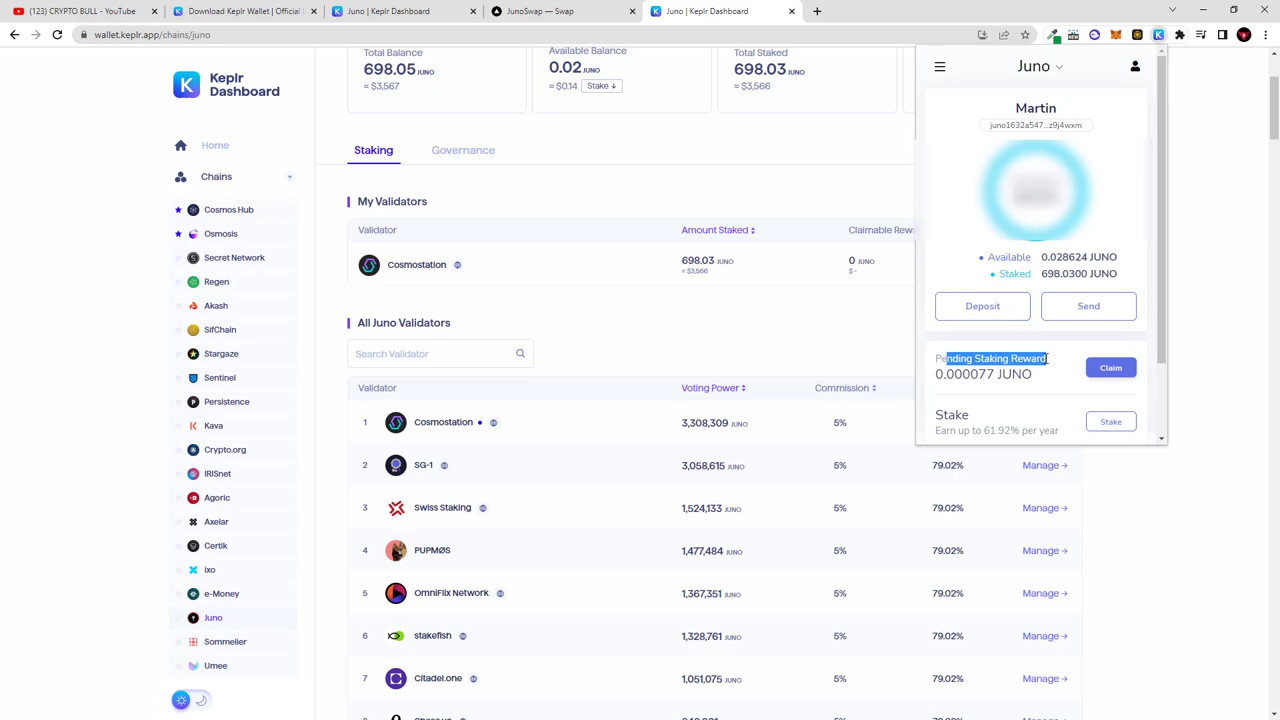 (123) CRYPTO BULL - YouTube
Download Keplr Wallet | Official
Juno | Keplr Dashboard
JunoSwap — Swap
Juno | Keplr Dashboard
wallet.keplr.app/chains/juno
Keplr
Dashboard
Home
Chains
Cosmos Hub
Osmosis
Secret Network
Regen
Akash
SifChain
Stargaze
Sentinel
Persistence
Kava
Crypto.org
IRISnet
Agoric
Axelar
Certik
ixo
e-Money
Juno
Sommelier
Umee
Total Balance
698.05 JUNO
≈ $3,567
Available Balance
0.02 JUNO
≈ $0.14 Stake ↓
Total Staked
698.03 JUNO
≈ $3,566
Staking Governance
My Validators
Validator Amount Staked Claimable Rew
Cosmostation 698.03 JUNO 0 JUNO
≈ $3,566 $ -
All Juno Validators
Search Validator
Validator Voting Power Commission
1 Cosmostation 3,308,309 JUNO 5%
2 SG-1 3,058,615 JUNO 5% 79.02% Manage →
3 Swiss Staking 1,524,133 JUNO 5% 79.02% Manage →
4 PUPMØS 1,477,484 JUNO 5% 79.02% Manage →
5 OmniFlix Network 1,367,351 JUNO 5% 79.02% Manage →
6 stakefish 1,328,761 JUNO 5% 79.02% Manage →
7 Citadel.one 1,051,075 JUNO 5% 79.02% Manage →
Juno
Martin
juno1632a547...z9j4wxm
Available 0.028624 JUNO
Staked 698.0300 JUNO
Deposit Send
Pending Staking Reward
0.000077 JUNO
Claim
Stake
Earn up to 61.92% per year
Stake